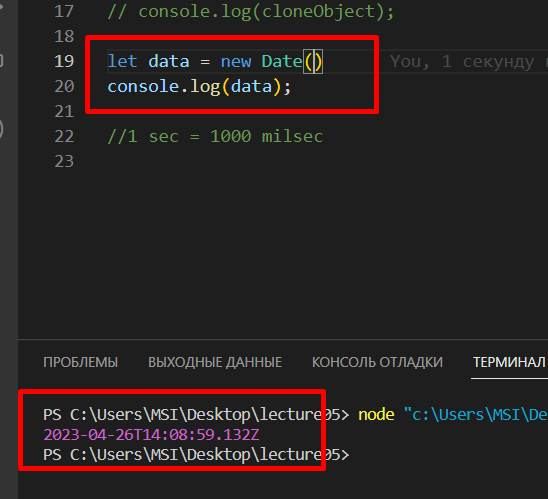 17 // console.log(cloneObject);
18
19 let data = new Date() You, 1 секунду
20 console.log(data);
21
22 //1 sec = 1000 milsec
23
ПРОБЛЕМЫ ВЫХОДНЫЕ ДАННЫЕ КОНСОЛЬ ОТЛАДКИ ТЕРМИНАЛ
PS C:\Users\MSI\Desktop\lecture05> node "c:\Users\MSI\De
2023-04-26T14:08:59.132Z
PS C:\Users\MSI\Desktop\lecture05>